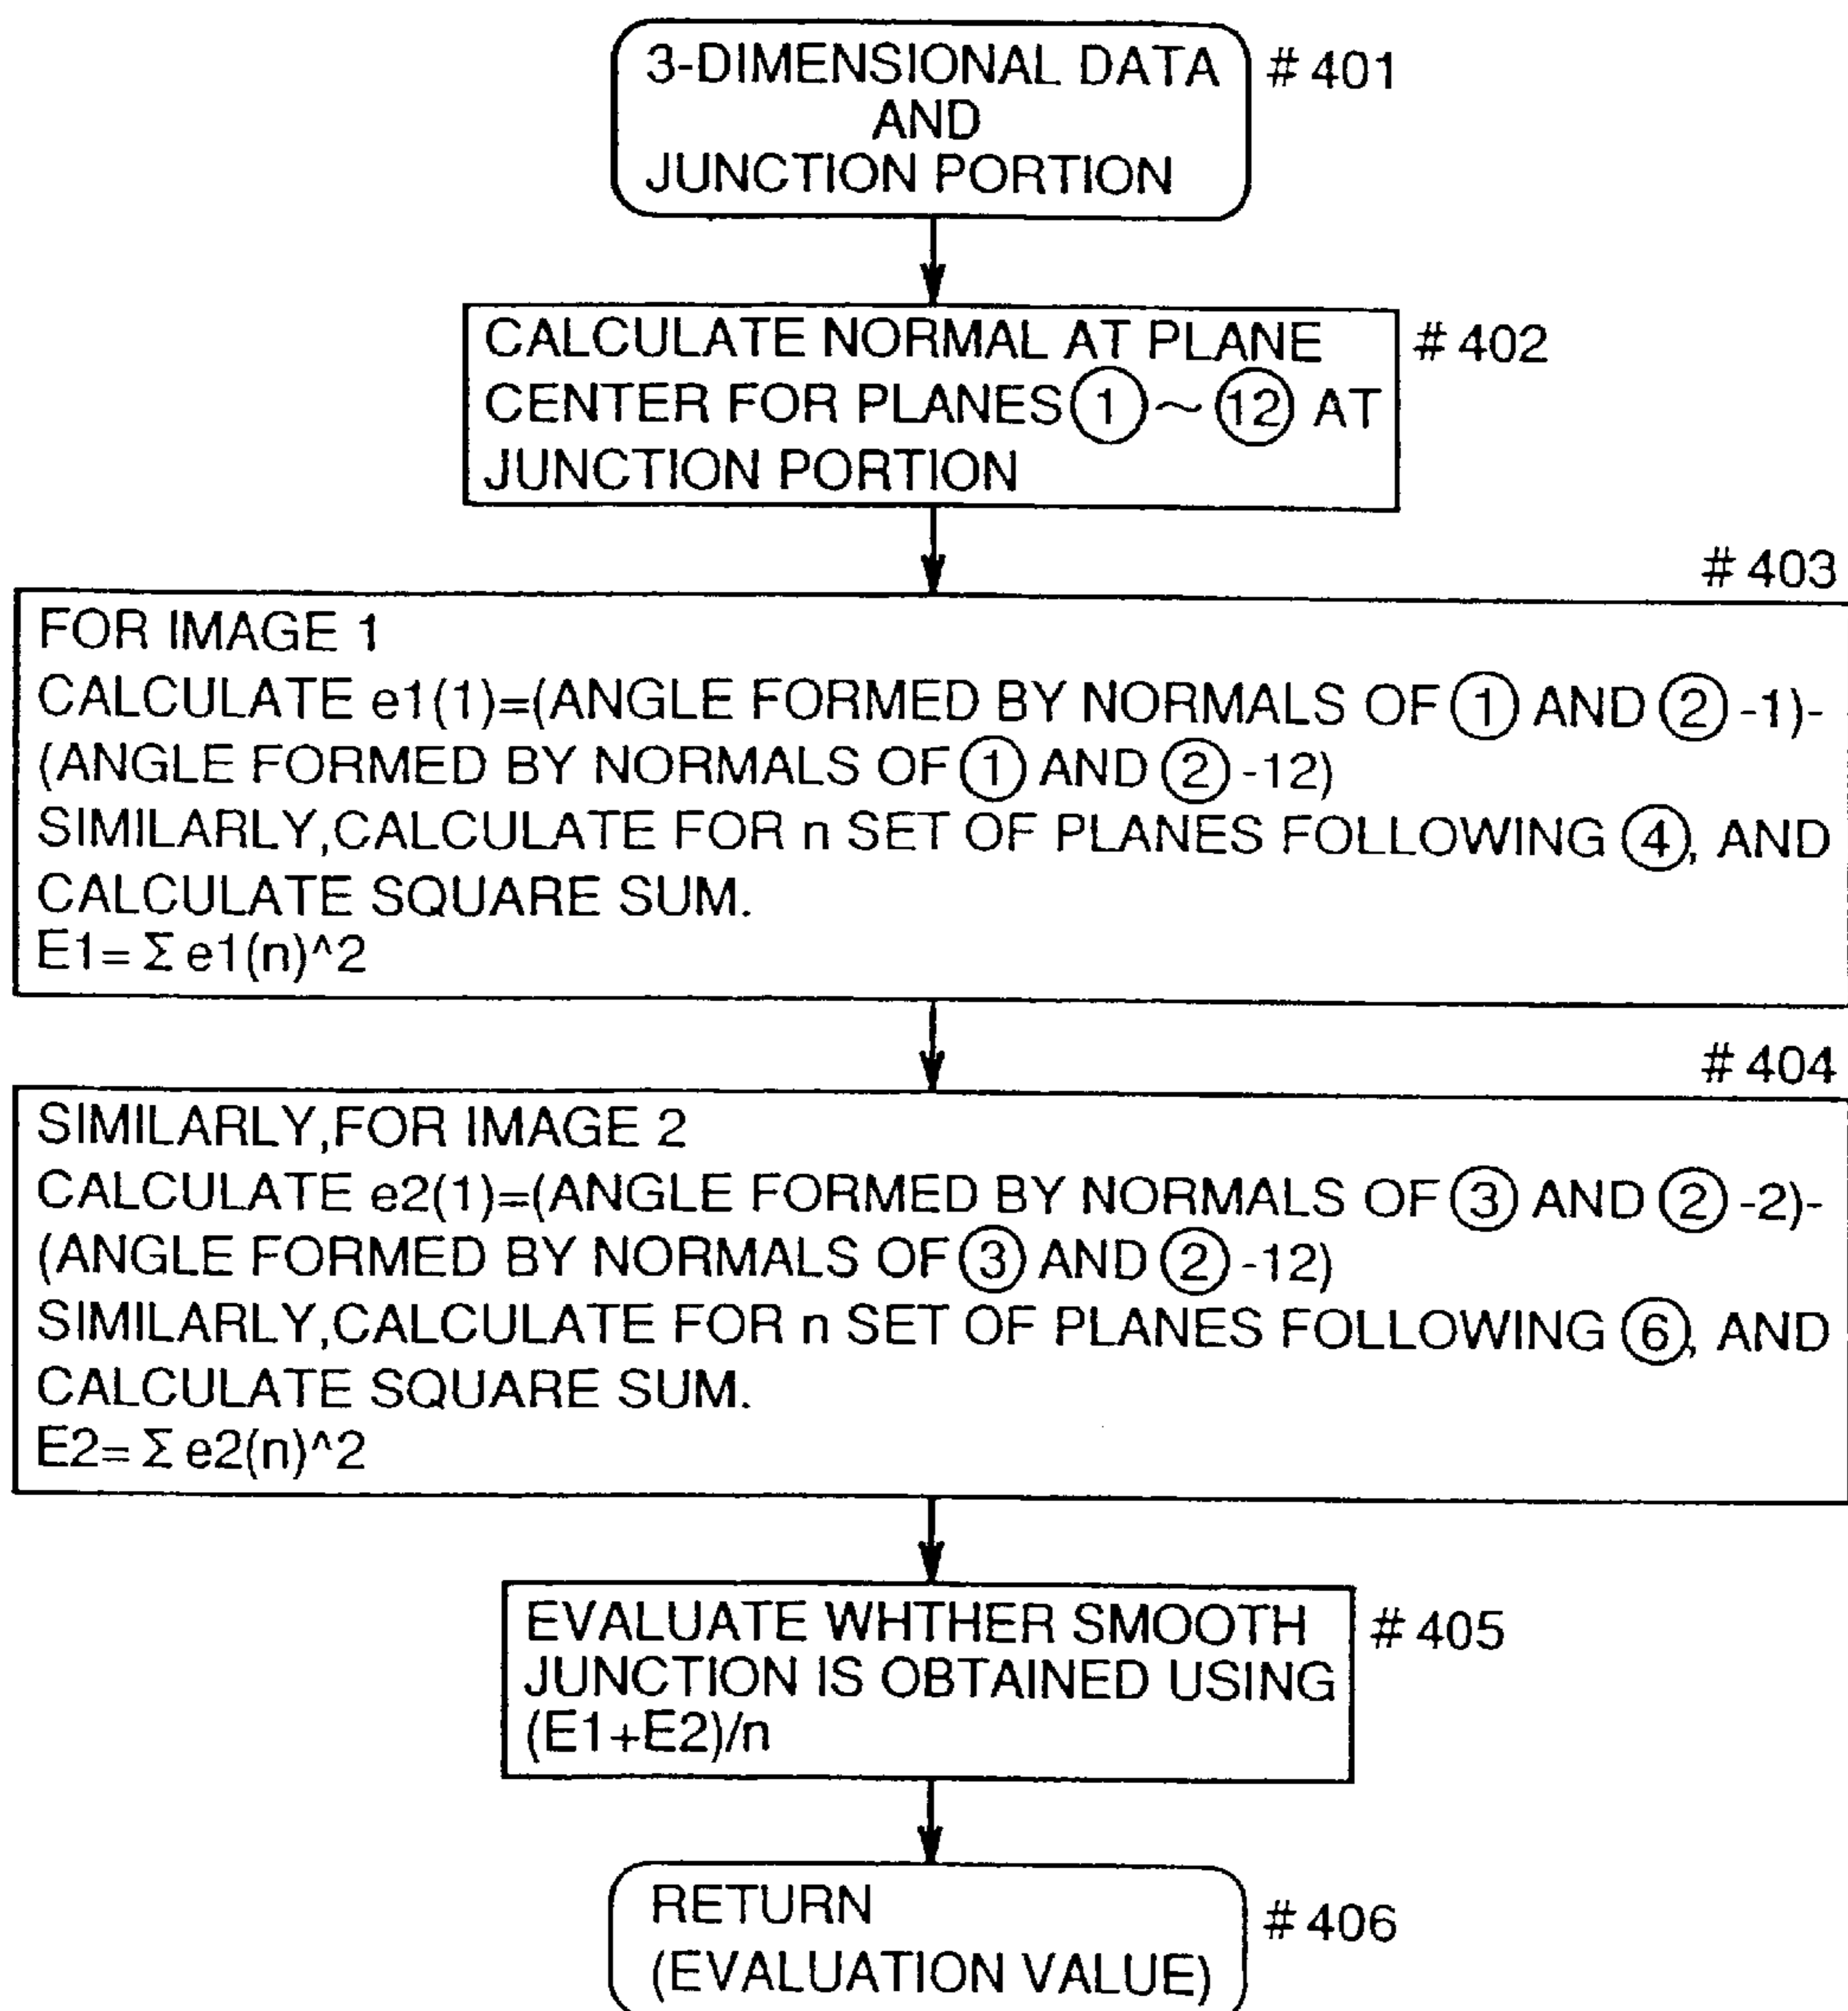 3-DIMENSIONAL DATA
AND
JUNCTION PORTION
#401
CALCULATE NORMAL AT PLANE
CENTER FOR PLANES ① ~ ⑫ AT
JUNCTION PORTION
#402
#403
FOR IMAGE 1
CALCULATE e1(1)=(ANGLE FORMED BY NORMALS OF ① AND ② -1)-
(ANGLE FORMED BY NORMALS OF ① AND ② -12)
SIMILARLY,CALCULATE FOR n SET OF PLANES FOLLOWING ④, AND
CALCULATE SQUARE SUM.
E1=Σ e1(n)^2
#404
SIMILARLY,FOR IMAGE 2
CALCULATE e2(1)=(ANGLE FORMED BY NORMALS OF ③ AND ② -2)-
(ANGLE FORMED BY NORMALS OF ③ AND ② -12)
SIMILARLY,CALCULATE FOR n SET OF PLANES FOLLOWING ⑥, AND
CALCULATE SQUARE SUM.
E2=Σ e2(n)^2
EVALUATE WHTHER SMOOTH
JUNCTION IS OBTAINED USING
(E1+E2)/n
#405
RETURN
(EVALUATION VALUE)
#406